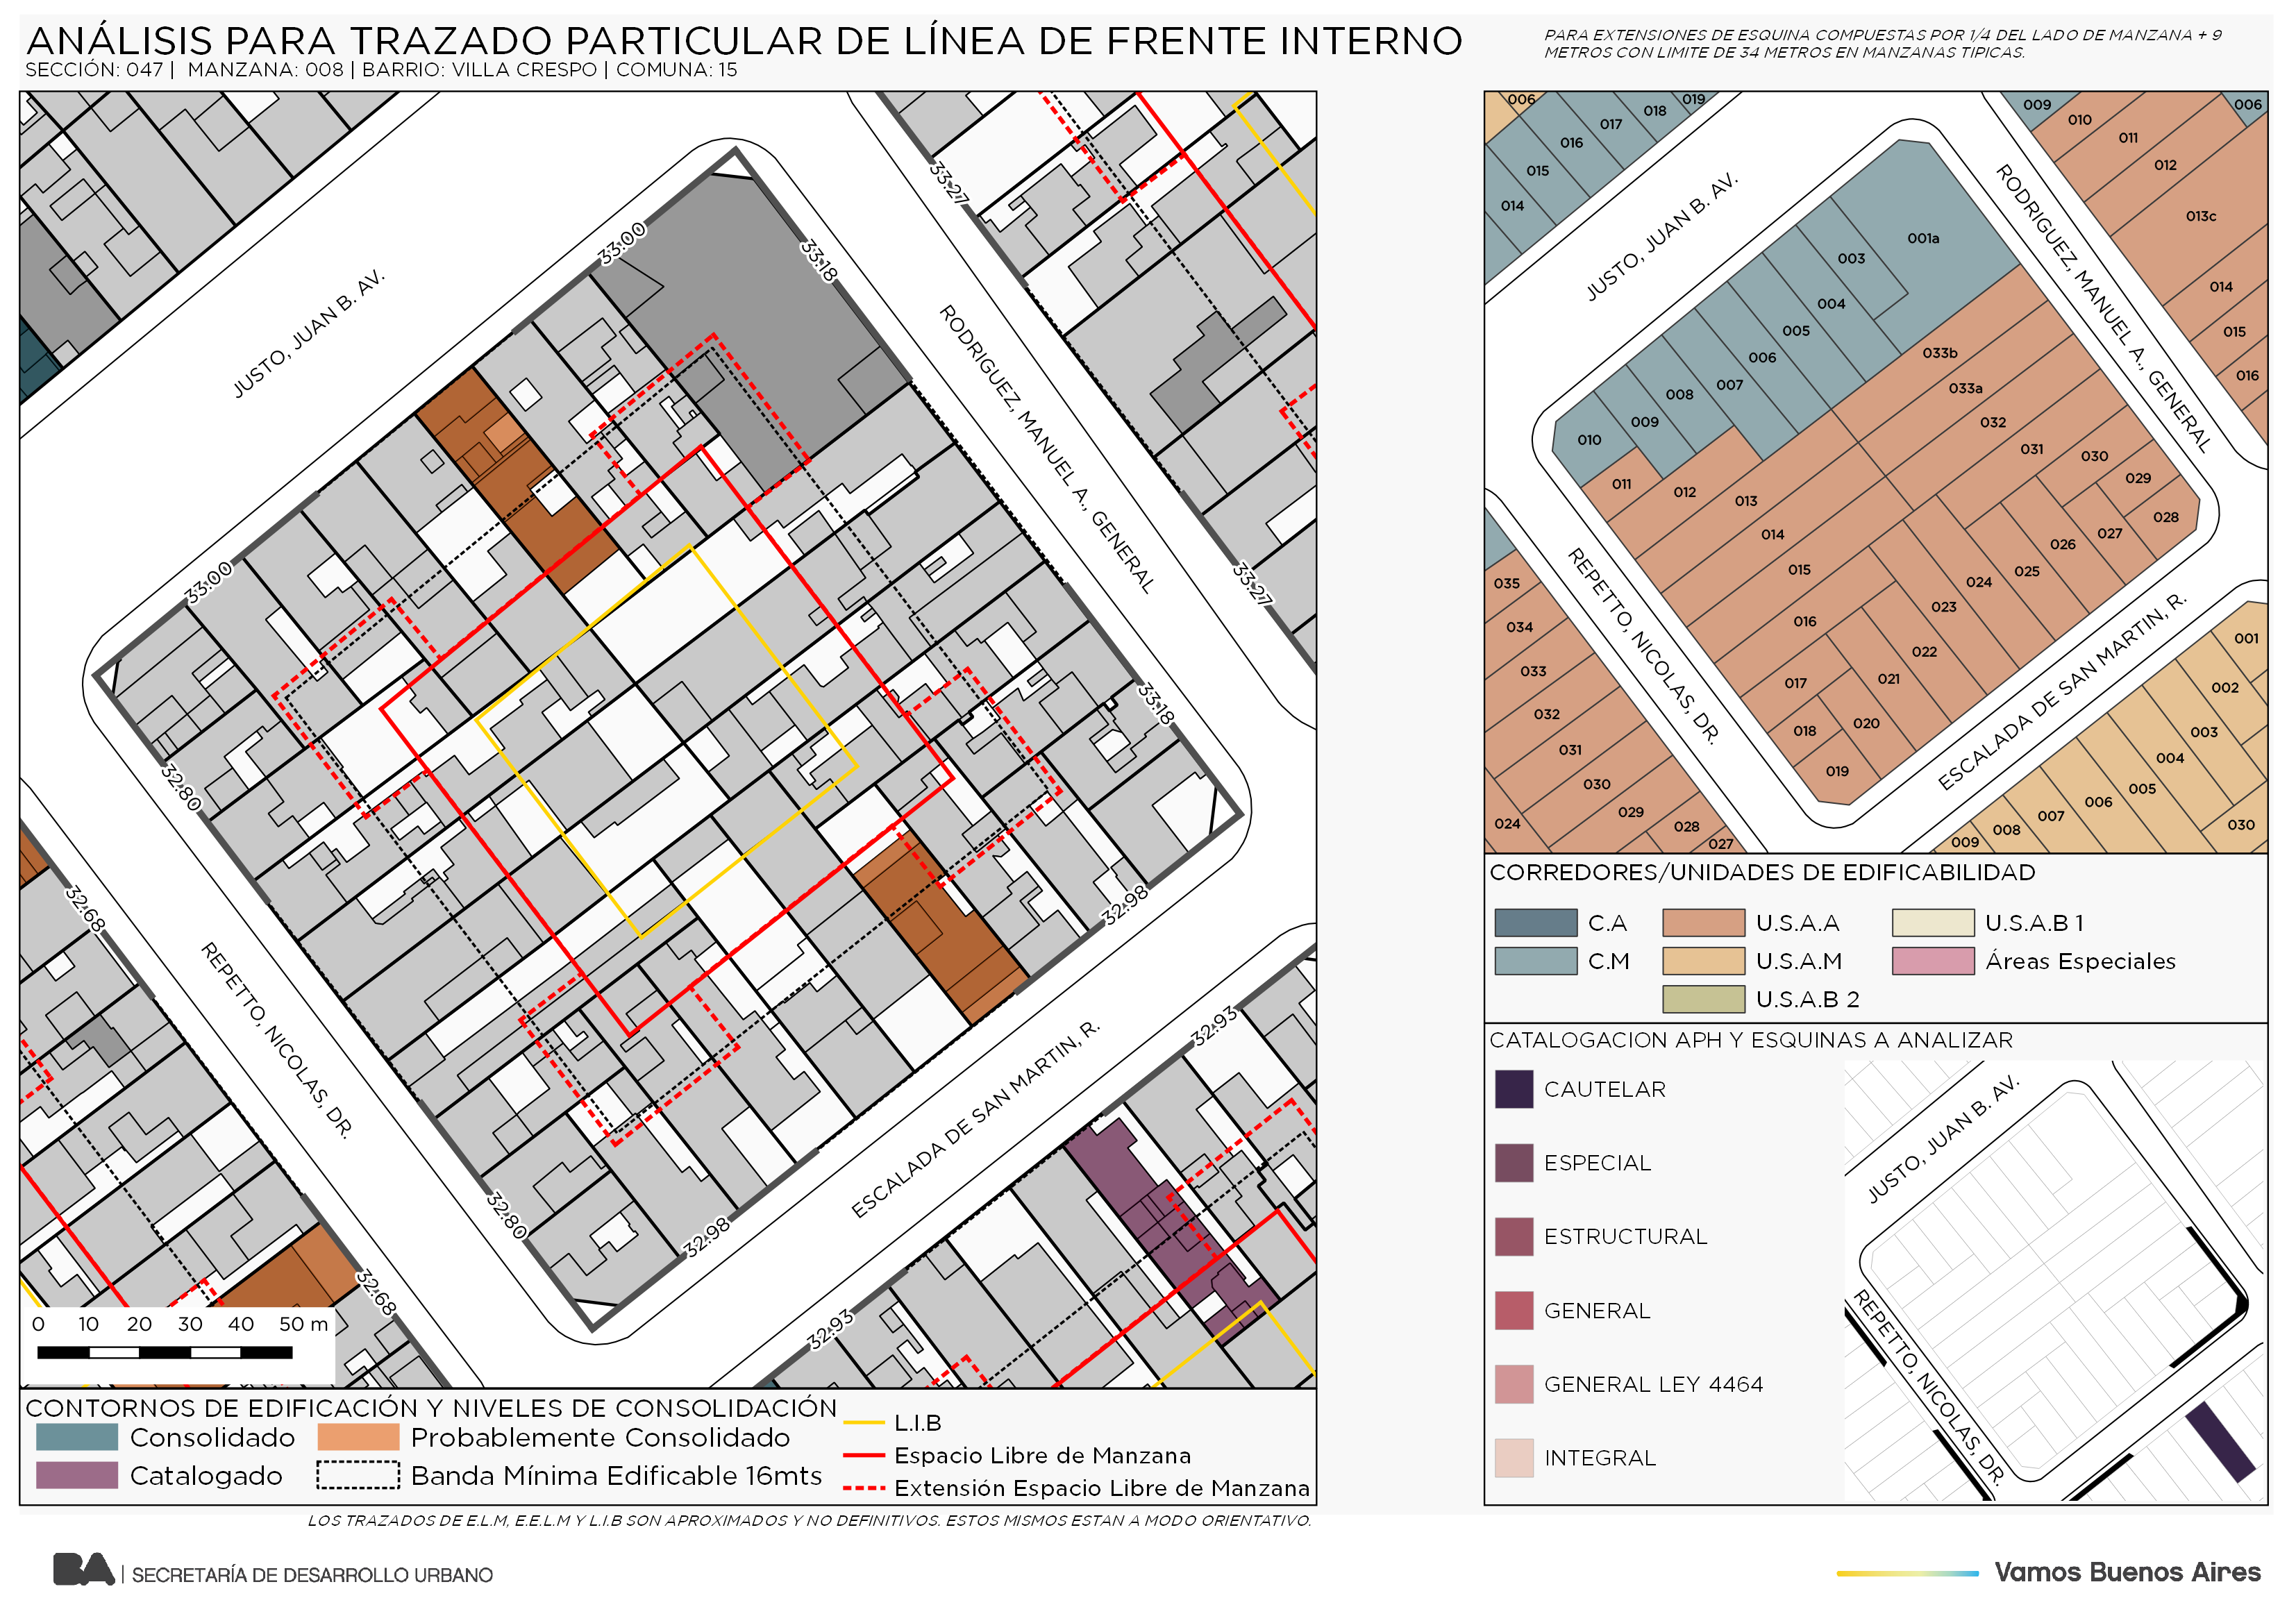 ANÁLISIS PARA TRAZADO PARTICULAR DE LÍNEA DE FRENTE INTERNO
SECCIÓN: 047 | MANZANA: 008 | BARRIO: VILLA CRESPO | COMUNA: 15
PARA EXTENSIONES DE ESQUINA COMPUESTAS POR 1/4 DEL LADO DE MANZANA + 9
METROS CON LIMITE DE 34 METROS EN MANZANAS TIPICAS.
33.27
33.00
33.18
JUSTO, JUAN B. AV.
RODRIGUEZ, MANUEL A., GENERAL
33.00
33.27
33.18
32.80
32.68
32.98
REPETTO, NICOLAS, DR.
ESCALADA DE SAN MARTIN, R.
32.93
32.80
32.98
32.68
32.93
0 10 20 30 40 50 m
CONTORNOS DE EDIFICACIÓN Y NIVELES DE CONSOLIDACIÓN
Consolidado
Probablemente Consolidado
Catalogado
Banda Mínima Edificable 16mts
L.I.B
Espacio Libre de Manzana
Extensión Espacio Libre de Manzana
LOS TRAZADOS DE E.L.M, E.E.L.M Y L.I.B SON APROXIMADOS Y NO DEFINITIVOS. ESTOS MISMOS ESTAN A MODO ORIENTATIVO.
006
019
018
017
016
015
014
009
006
010
011
012
013c
014
015
016
JUSTO, JUAN B. AV.
RODRIGUEZ, MANUEL A., GENERAL
001a
003
004
005
006
007
008
009
010
011
012
013
014
015
016
017
018
019
020
021
022
023
024
025
026
027
028
029
030
031
032
033a
033b
REPETTO, NICOLAS, DR.
ESCALADA DE SAN MARTIN, R.
035
034
033
032
031
030
029
028
027
024
001
002
003
004
005
006
007
008
009
030
CORREDORES/UNIDADES DE EDIFICABILIDAD
C.A
U.S.A.A
U.S.A.B 1
C.M
U.S.A.M
Áreas Especiales
U.S.A.B 2
CATALOGACION APH Y ESQUINAS A ANALIZAR
CAUTELAR
ESPECIAL
ESTRUCTURAL
GENERAL
GENERAL LEY 4464
INTEGRAL
JUSTO, JUAN B. AV.
REPETTO, NICOLAS, DR.
BA | SECRETARÍA DE DESARROLLO URBANO
Vamos Buenos Aires